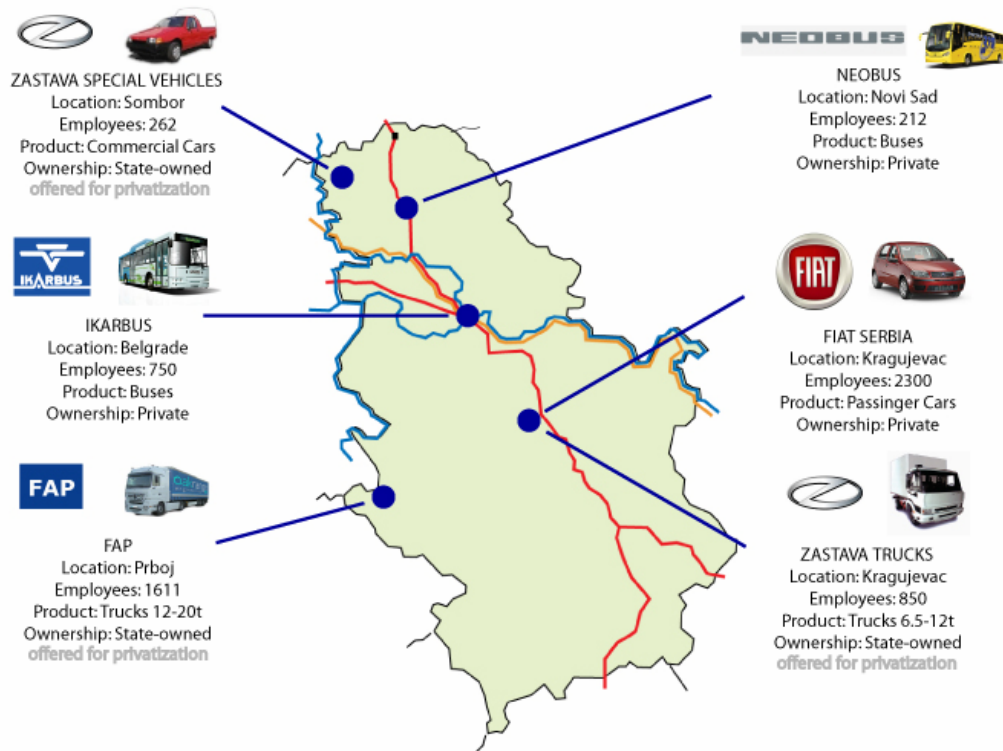 ZASTAVA SPECIAL VEHICLES
Location: Sombor
Employees: 262
Product: Commercial Cars
Ownership: State-owned
offered for privatization
IKARBUS
IKARBUS
Location: Belgrade
Employees: 750
Product: Buses
Ownership: Private
FAP
FAP
Location: Prboj
Employees: 1611
Product: Trucks 12-20t
Ownership: State-owned
offered for privatization
NEOBUS
NEOBUS
Location: Novi Sad
Employees: 212
Product: Buses
Ownership: Private
FIAT
FIAT SERBIA
Location: Kragujevac
Employees: 2300
Product: Passinger Cars
Ownership: Private
ZASTAVA TRUCKS
Location: Kragujevac
Employees: 850
Product: Trucks 6.5-12t
Ownership: State-owned
offered for privatization